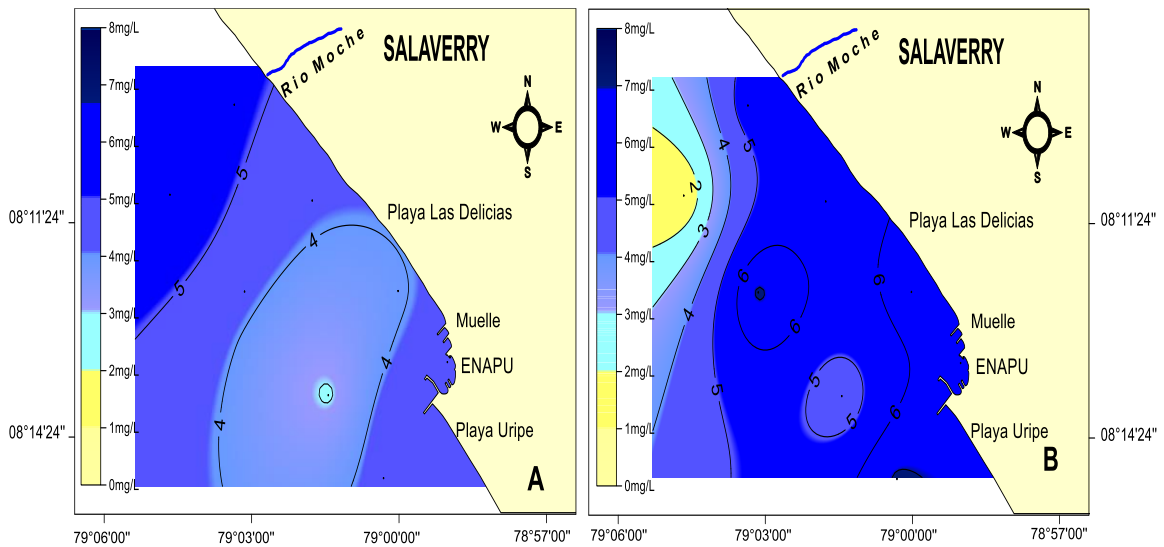 8mg/L
7mg/L
6mg/L
5mg/L
4mg/L
3mg/L
2mg/L
1mg/L
0mg/L
SALAVERRY
Rio Moche
N
W E
S
5
5
4
4
4
Playa Las Delicias
Muelle
ENAPU
Playa Uripe
A
08°11'24"
08°14'24"
79°06'00" 79°03'00" 79°00'00" 78°57'00"
8mg/L
7mg/L
6mg/L
5mg/L
4mg/L
3mg/L
2mg/L
1mg/L
0mg/L
SALAVERRY
Rio Moche
N
W E
S
4 5
2
3
4
5
6
6
6
5
5
6
Playa Las Delicias
Muelle
ENAPU
Playa Uripe
B
08°11'24"
08°14'24"
79°06'00" 79°03'00" 79°00'00" 78°57'00"